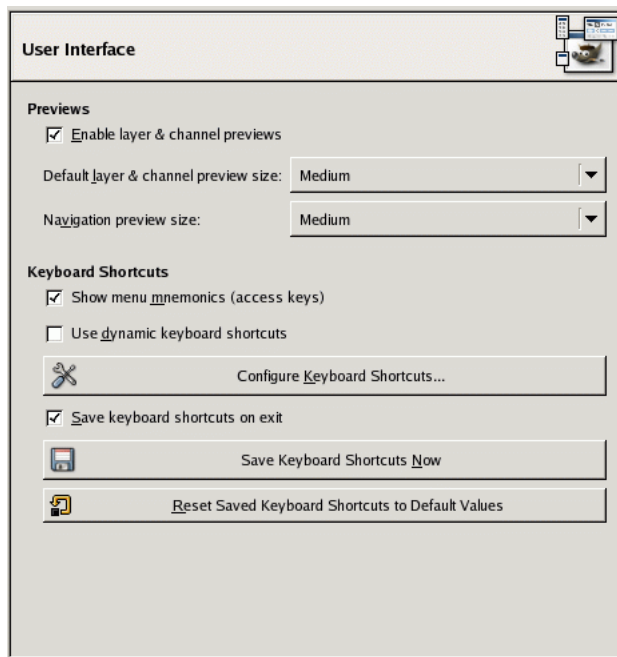 User Interface
Previews
Enable layer & channel previews
Default layer & channel preview size: Medium
Navigation preview size: Medium
Keyboard Shortcuts
Show menu mnemonics (access keys)
Use dynamic keyboard shortcuts
Configure Keyboard Shortcuts...
Save keyboard shortcuts on exit
Save Keyboard Shortcuts Now
Reset Saved Keyboard Shortcuts to Default Values